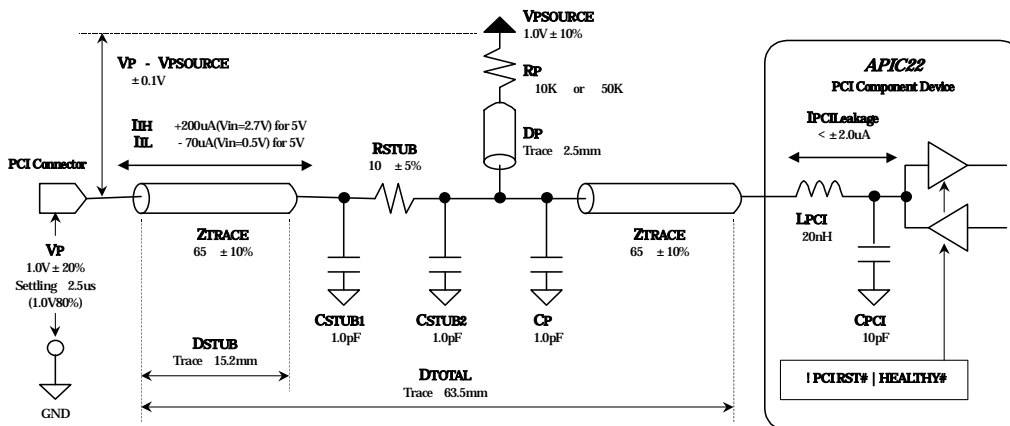 VPSOURCE
1.0V ± 10%
VP - VPSOURCE
± 0.1V
RP
10K or 50K
APIC22
PCI Component Device
IPCILeakage
< ± 2.0uA
IIH +200uA(Vin=2.7V) for 5V
IIL - 70uA(Vin=0.5V) for 5V
DP
Trace 2.5mm
PCI Connector
RSTUB
10 ± 5%
LPCI
20nH
ZTRACE
65 ± 10%
ZTRACE
65 ± 10%
VP
1.0V ± 20%
Settling 2.5us
(1.0V80%)
CSTUB1
1.0pF
CSTUB2
1.0pF
CP
1.0pF
CPCI
10pF
DSTUB
Trace 15.2mm
DTOTAL
Trace 63.5mm
! PCI RST# | HEALTHY#
GND